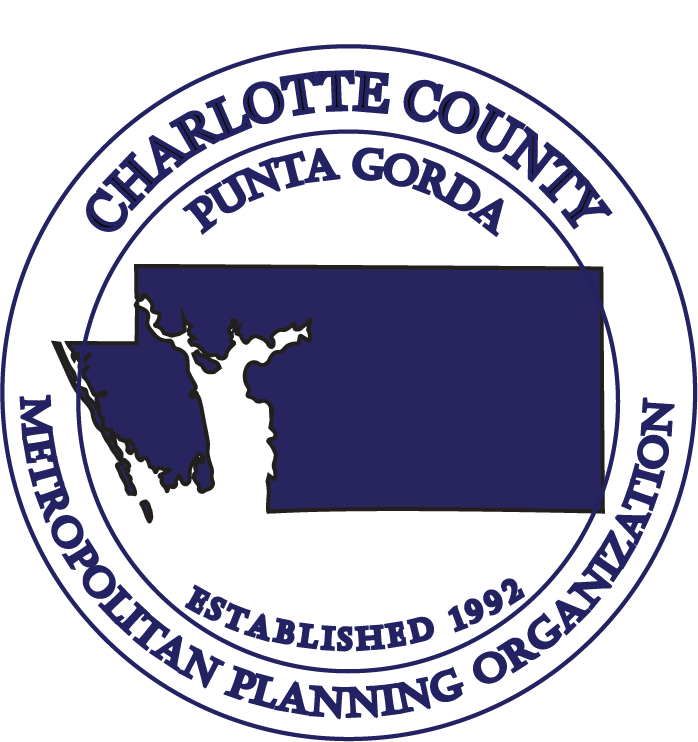 CHARLOTTE COUNTY
PUNTA GORDA
ESTABLISHED 1992
METROPOLITAN PLANNING ORGANIZATION